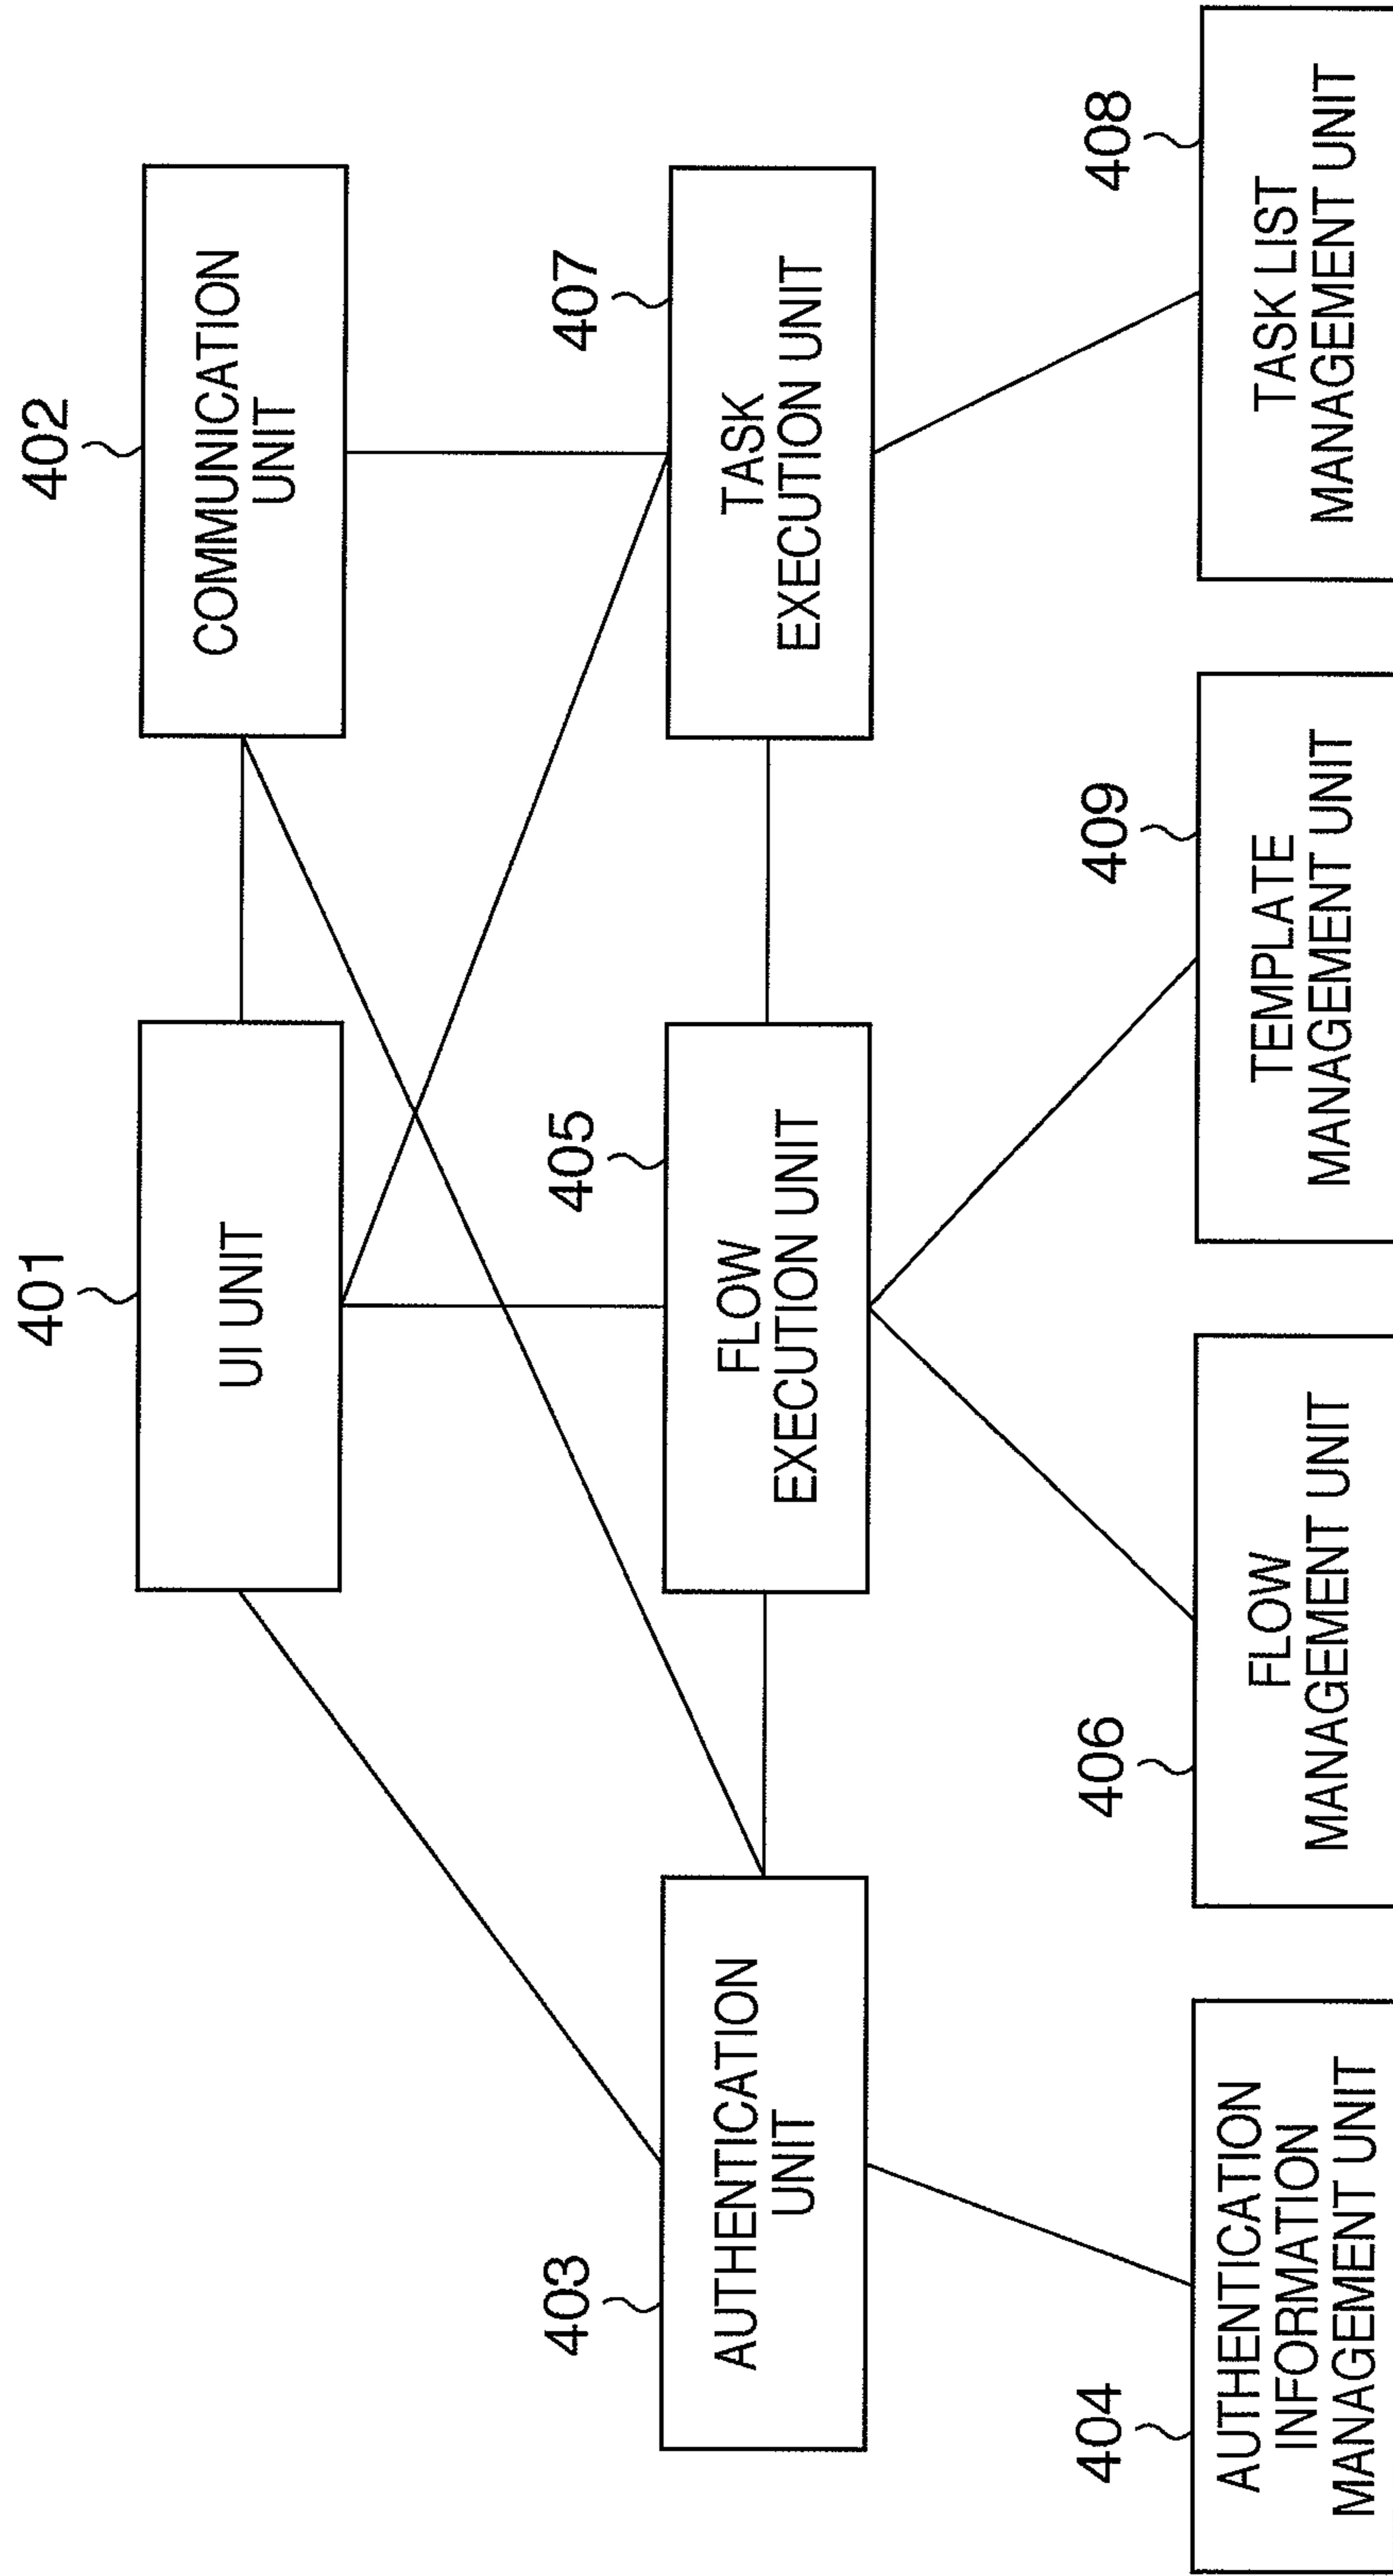 401
UI UNIT
402
COMMUNICATION
UNIT
403
AUTHENTICATION
UNIT
405
FLOW
EXECUTION UNIT
407
TASK
EXECUTION UNIT
404
AUTHENTICATION
INFORMATION
MANAGEMENT UNIT
406
FLOW
MANAGEMENT UNIT
409
TEMPLATE
MANAGEMENT UNIT
408
TASK LIST
MANAGEMENT UNIT